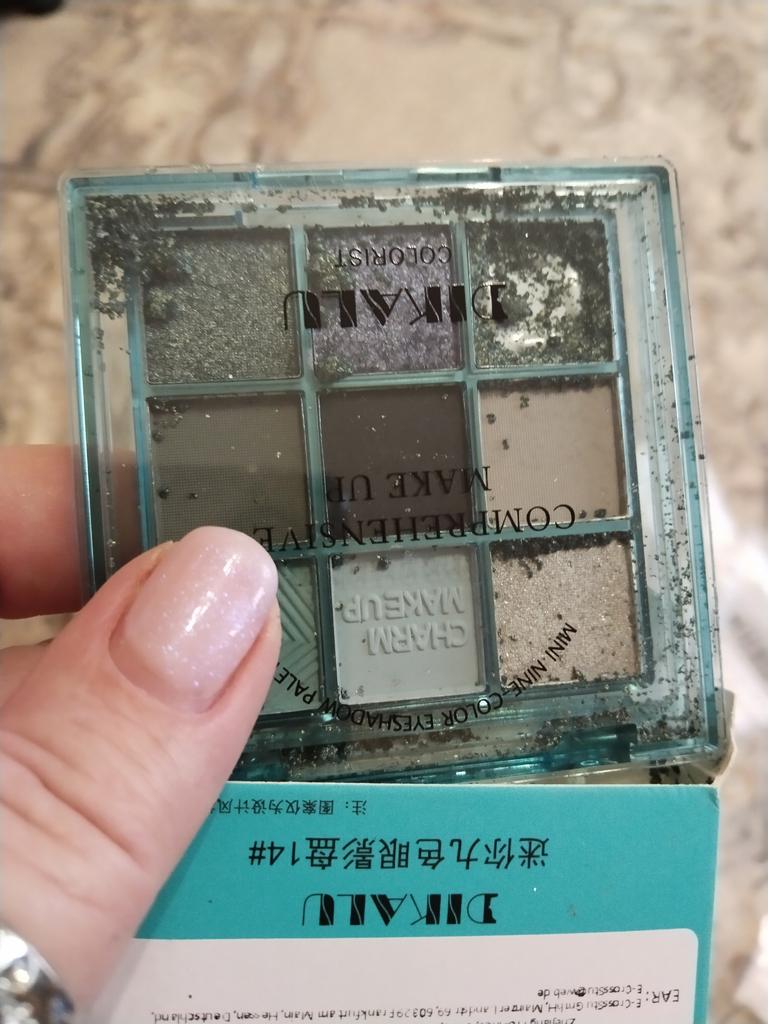 Zhejiang
E-CrossStu GmbH, Mainzer Landstr.69, 60329 Frankfurt am Main, Hessen, Deutschland,
E-CrossStu@web.de
EAR:
DIKALU
迷你九色眼影盘14#
注：图案仅为设计风
MINI NINE-COLOR EYESHADOW PALE
CHARM
MAKEUP
COMPREHENSIVE
MAKE UP
DIKALU
COLORIST